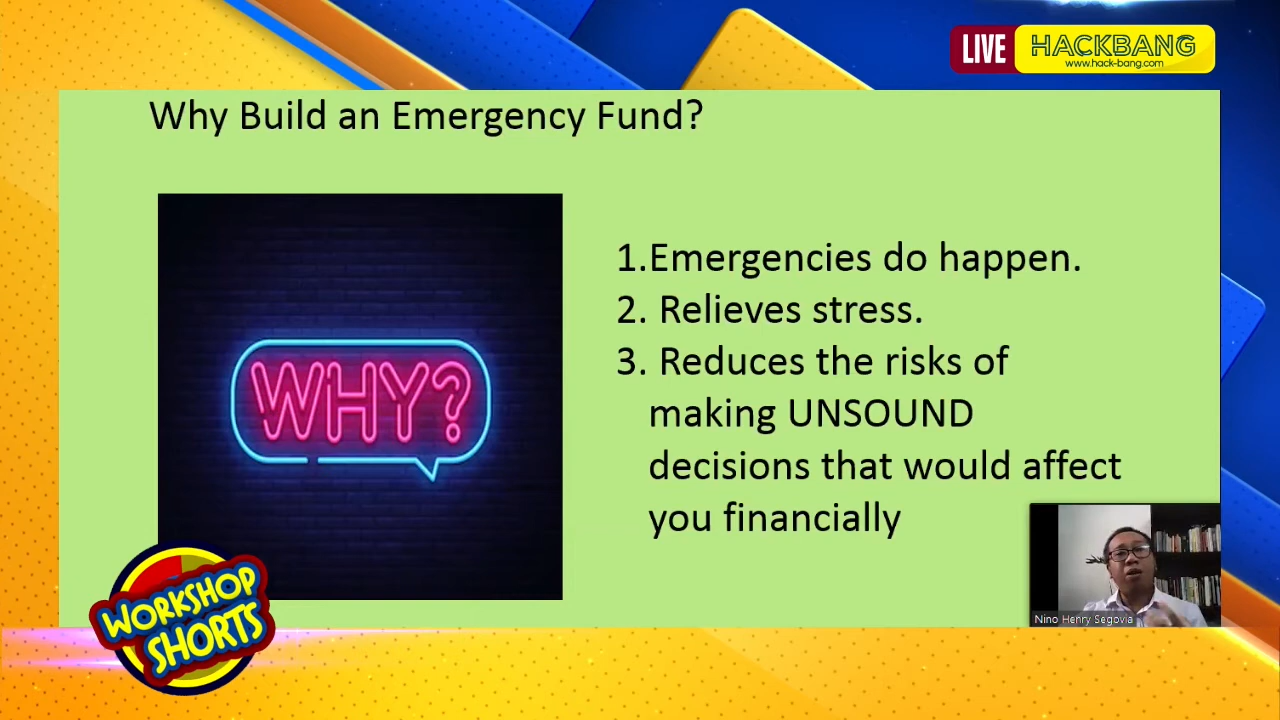 LIVE HACKBANG
www.hack-bang.com
Why Build an Emergency Fund?
WHY?
1.Emergencies do happen.
2. Relieves stress.
3. Reduces the risks of
making UNSOUND
decisions that would affect
you financially
Nino Henry Segovia
WORKSHOP
SHORTS